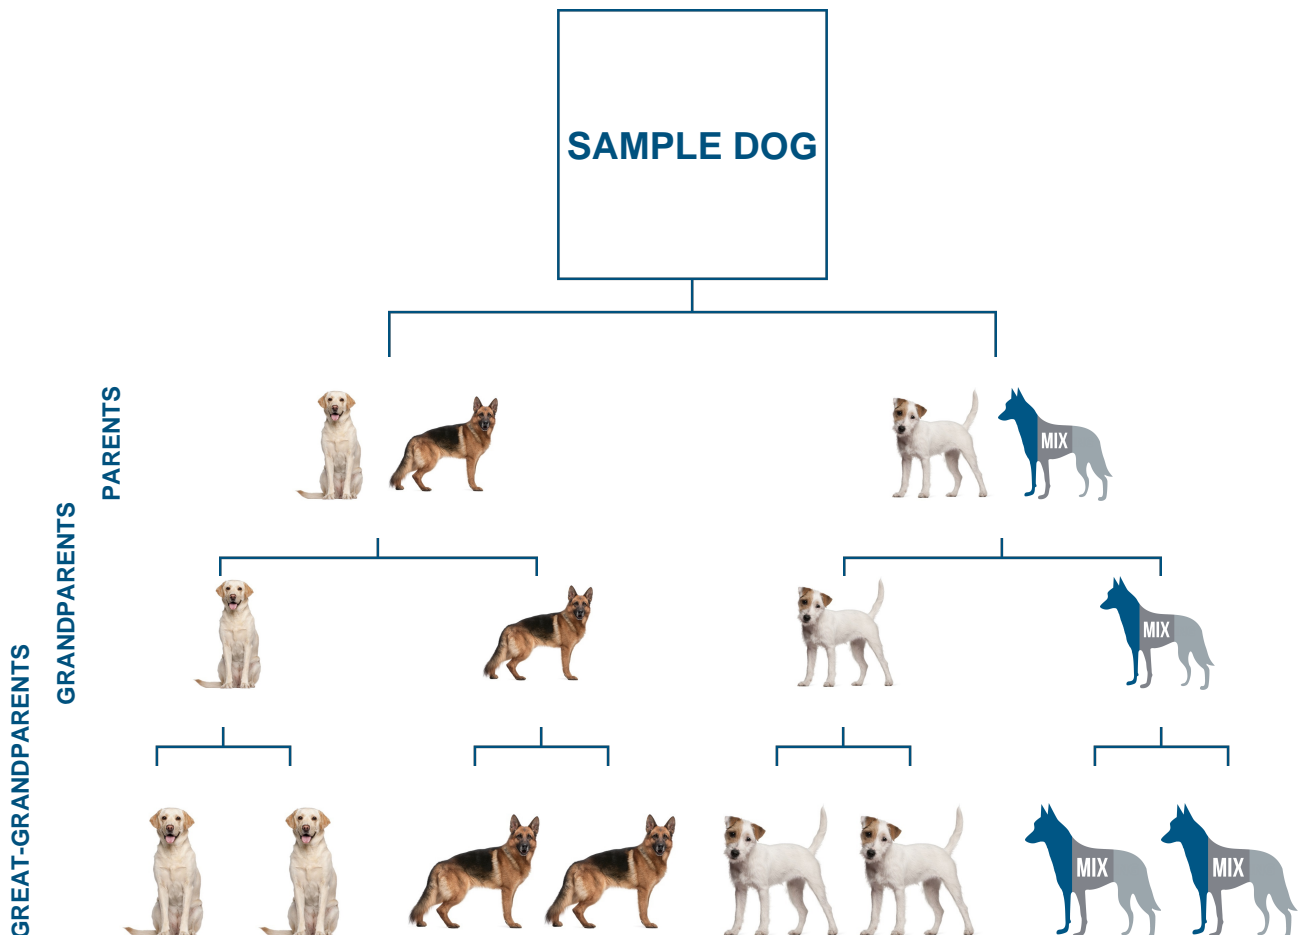 SAMPLE DOG
PARENTS
MIX
GRANDPARENTS
MIX
GREAT-GRANDPARENTS
MIX
MIX